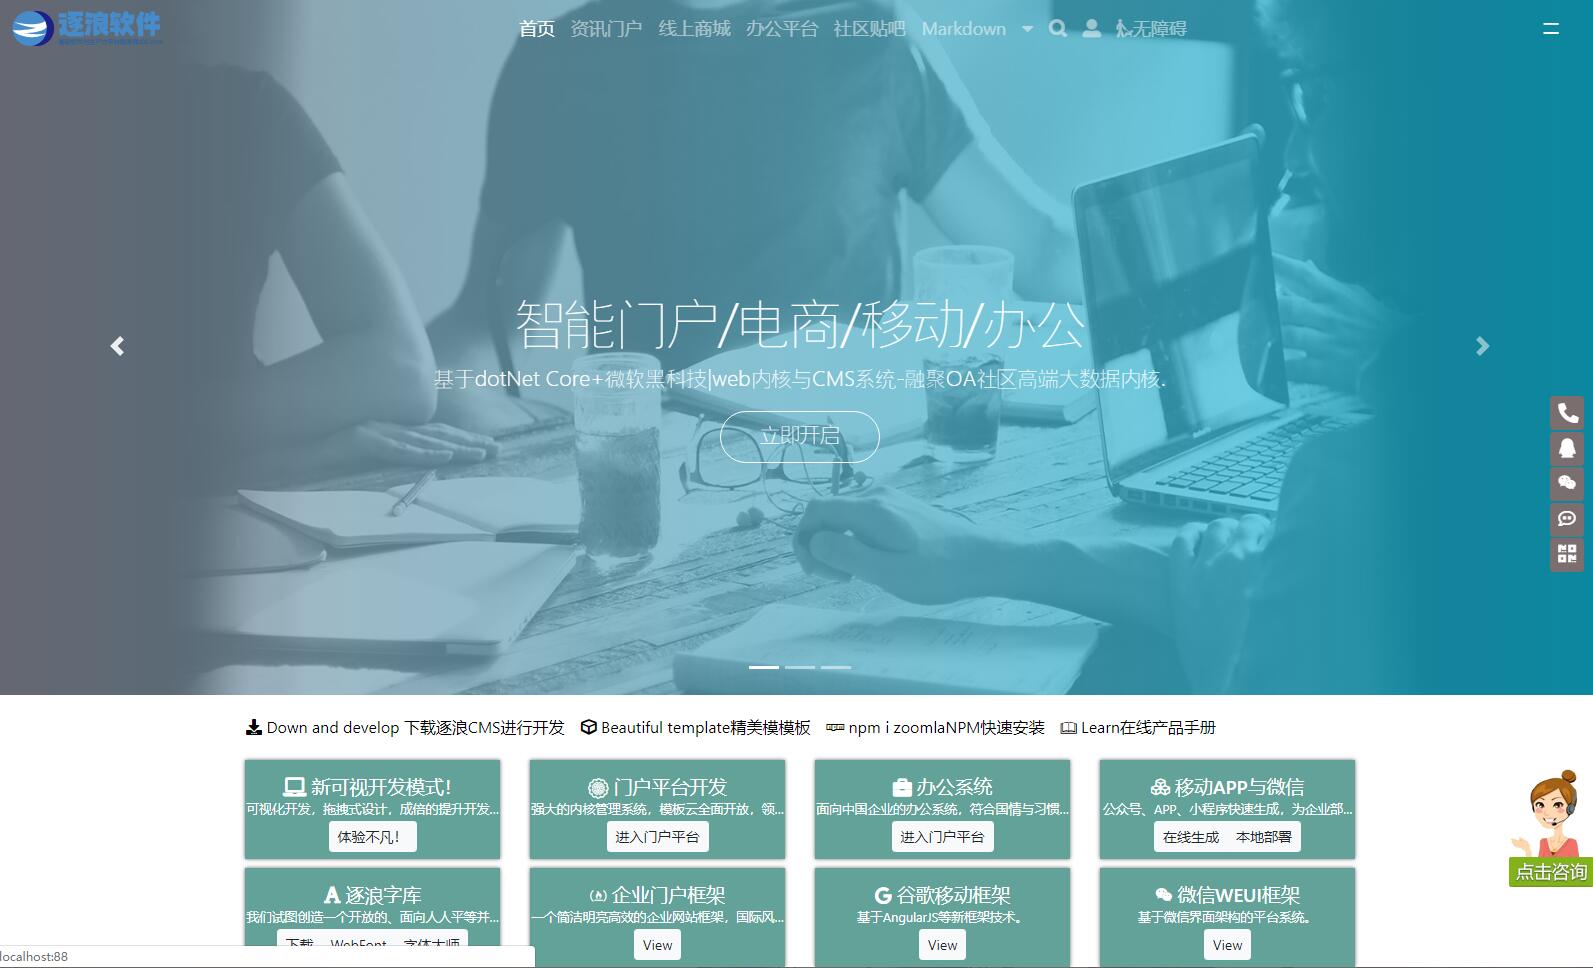 逐浪软件
首页 资讯门户 线上商城 办公平台 社区贴吧 Markdown 无障碍
智能门户/电商/移动/办公
基于dotNet Core+微软黑科技|web内核与CMS系统-融聚OA社区高端大数据内核.
立即开启
Down and develop 下载逐浪CMS进行开发 Beautiful template精美模模板 npm i zoomlaNPM快速安装 Learn在线产品手册
新可视开发模式！
可视化开发，拖拽式设计，成倍的提升开发...
体验不凡！
门户平台开发
强大的内核管理系统，模板云全面开放，领...
进入门户平台
办公系统
面向中国企业的办公系统，符合国情与习惯...
进入门户平台
移动APP与微信
公众号、APP、小程序快速生成，为企业部...
在线生成 本地部署
点击咨询
逐浪字库
我们试图创造一个开放的、面向人人平等并...
下载 WebFont 字体大师
企业门户框架
一个简洁明亮高效的企业网站框架，国际风...
View
谷歌移动框架
基于AngularJS等新框架技术。
View
微信WEUI框架
基于微信界面架构的平台系统。
View
localhost:88